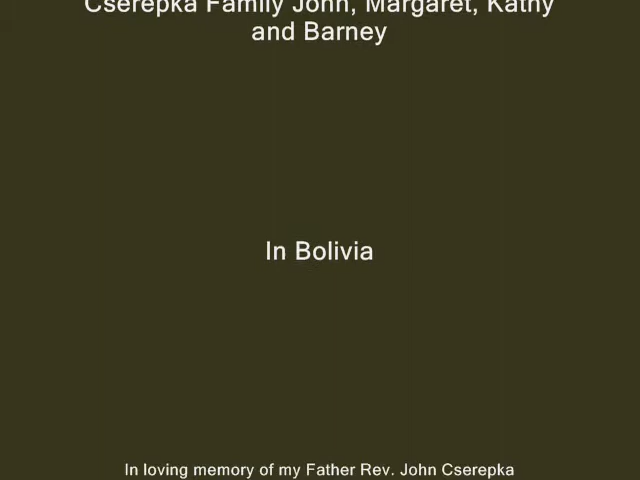 Cserepka Family John, Margaret, Kathy
and Barney
In Bolivia
In loving memory of my Father Rev. John Cserepka